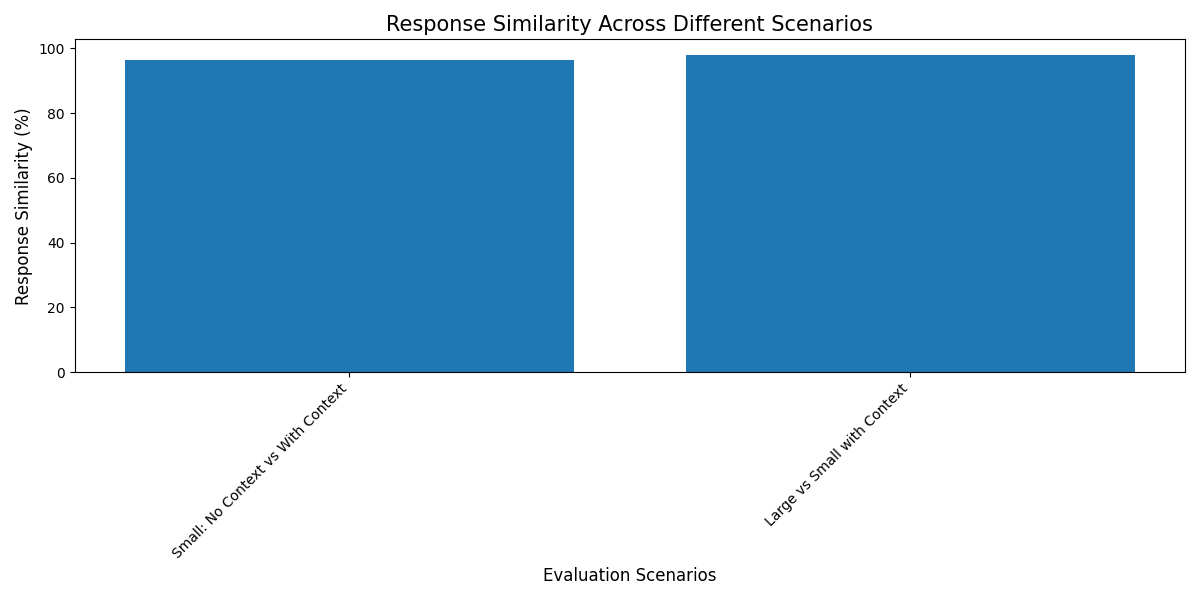 Response Similarity Across Different Scenarios
Response Similarity (%)
100
80
60
40
20
0
Small: No Context vs With Context
Large vs Small with Context
Evaluation Scenarios